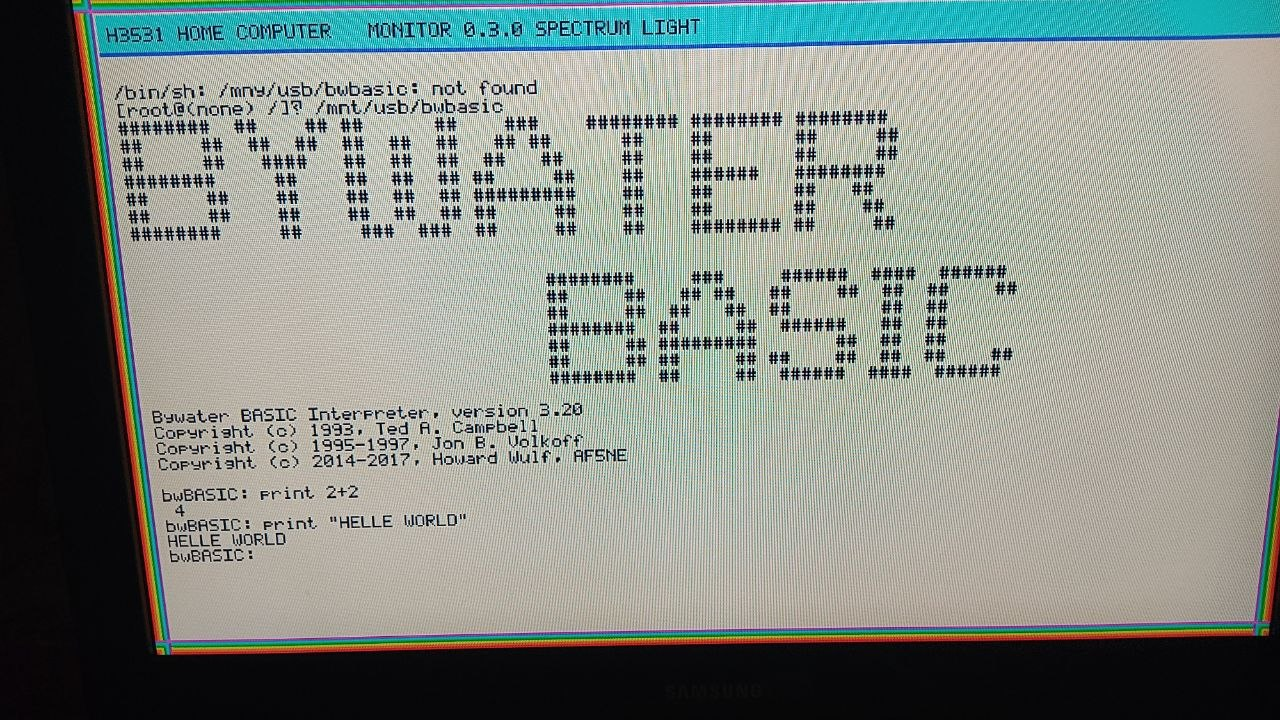 H3531 HOME COMPUTER   MONITOR 0.3.0 SPECTRUM LIGHT
/bin/sh: /mny/usb/bwbasic: not found
[root@(none) /]? /mnt/usb/bwbasic
BYWATER
BASIC
Bywater BASIC Interpreter, version 3.20
Copyright (c) 1993, Ted A. Campbell
Copyright (c) 1995-1997, Jon B. Volkoff
Copyright (c) 2014-2017, Howard Wulf, AF5NE
bwBASIC: print 2+2
4
bwBASIC: print "HELLE WORLD"
HELLE WORLD
bwBASIC:
SAMSUNG